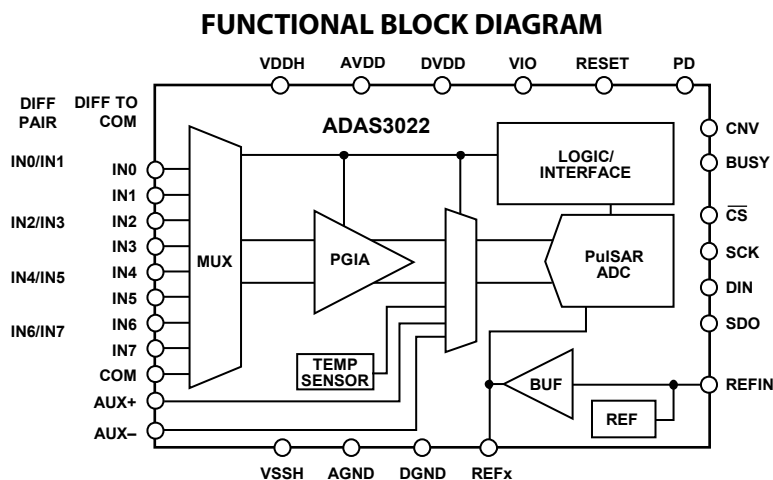 FUNCTIONAL BLOCK DIAGRAM
VDDH AVDD DVDD VIO RESET PD
DIFF
PAIR
DIFF TO
COM
ADAS3022
IN0/IN1
IN2/IN3
IN4/IN5
IN6/IN7
IN0
IN1
IN2
IN3
IN4
IN5
IN6
IN7
COM
AUX+
AUX–
MUX
PGIA
TEMP
SENSOR
LOGIC/
INTERFACE
PulSAR
ADC
BUF
REF
CNV
BUSY
CS
SCK
DIN
SDO
REFIN
VSSH AGND DGND REFx